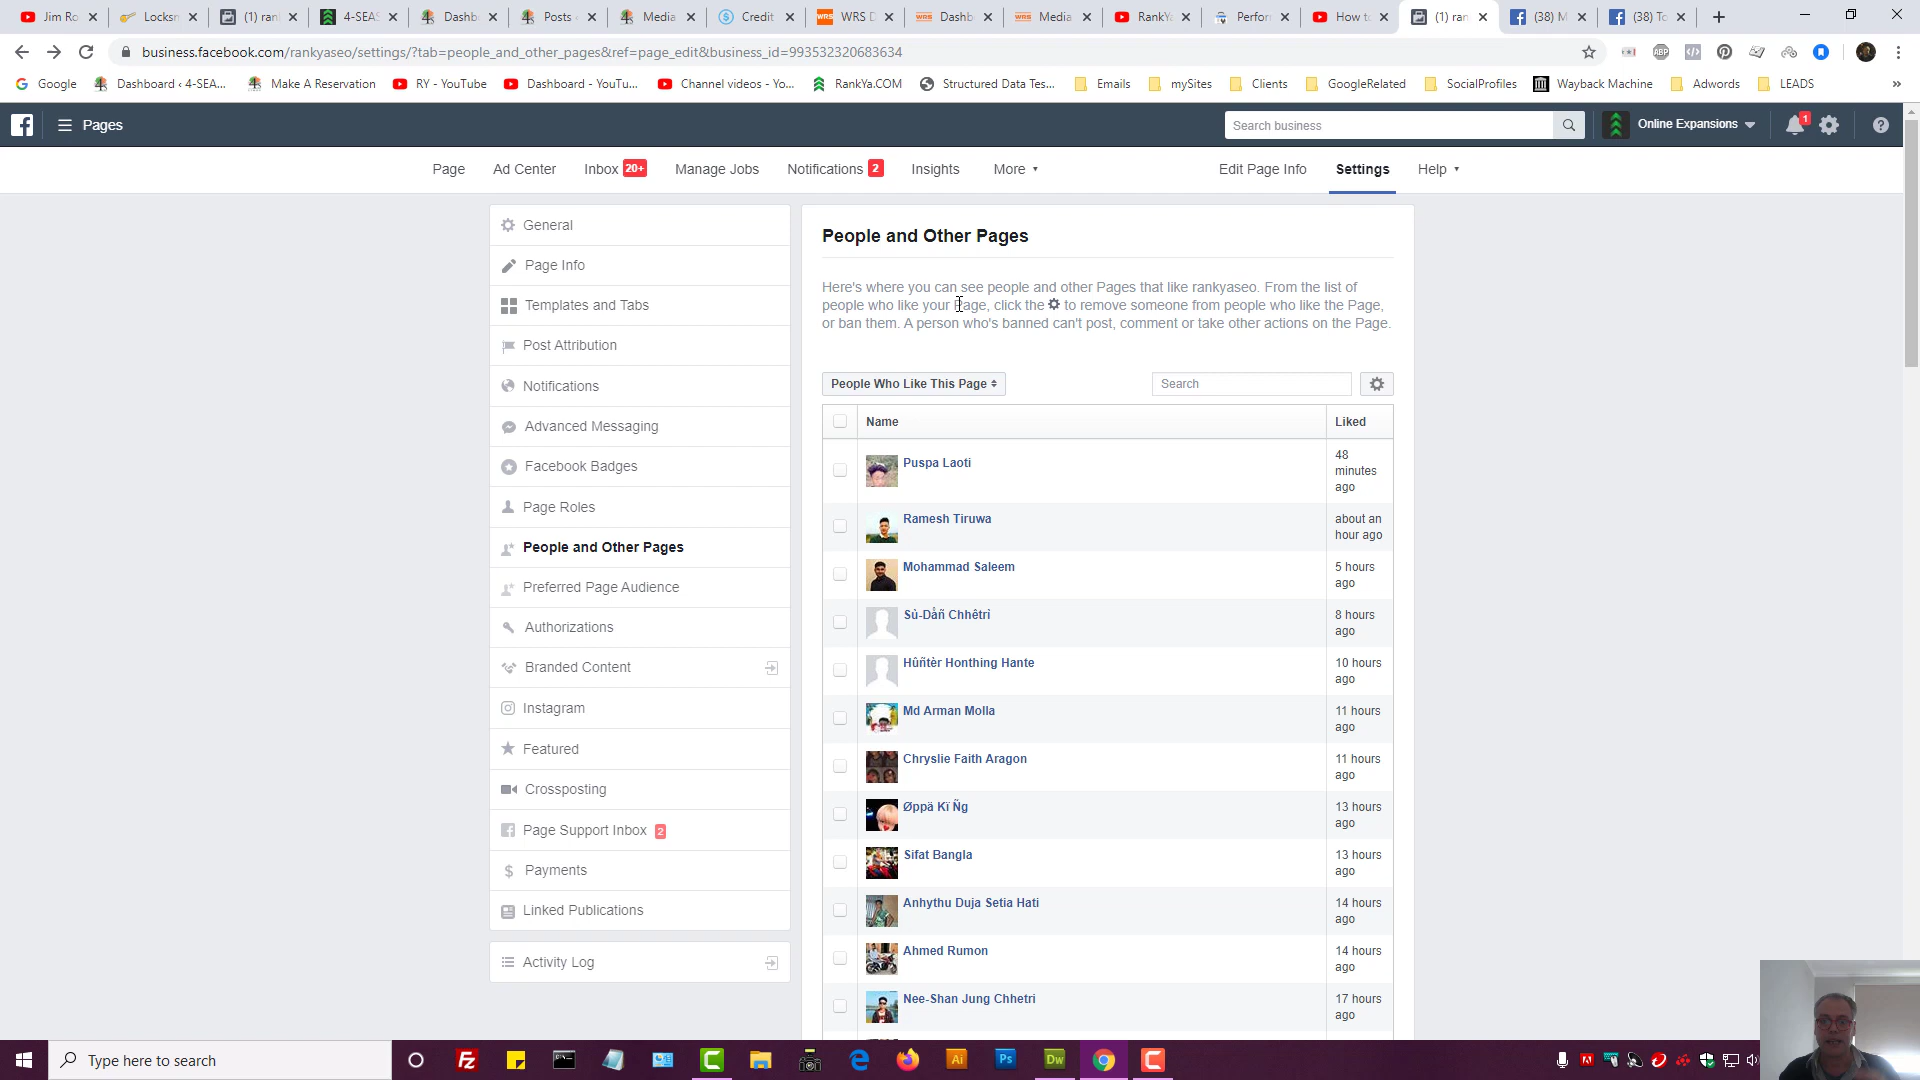 Jim Ro
Locksm
(1) ran
4-SEAS
Dashb
Posts
Media
Credit
WRS D
Dashb
Media
RankYa
Perfor
How to
(1) ran
(38) M
(38) To
business.facebook.com/rankyaseo/settings/?tab=people_and_other_pages&ref=page_edit&business_id=993532320683634
Google
Dashboard ‹ 4-SEA...
Make A Reservation
RY - YouTube
Dashboard - YouTu...
Channel videos - Yo...
RankYa.COM
Structured Data Tes...
Emails
mySites
Clients
GoogleRelated
SocialProfiles
Wayback Machine
Adwords
LEADS
Pages
Search business
Online Expansions
1
Page
Ad Center
Inbox 20+
Manage Jobs
Notifications 2
Insights
More
Edit Page Info
Settings
Help
General
Page Info
Templates and Tabs
Post Attribution
Notifications
Advanced Messaging
Facebook Badges
Page Roles
People and Other Pages
Preferred Page Audience
Authorizations
Branded Content
Instagram
Featured
Crossposting
Page Support Inbox 2
Payments
Linked Publications
Activity Log
People and Other Pages
Here's where you can see people and other Pages that like rankyaseo. From the list of
people who like your Page, click the to remove someone from people who like the Page,
or ban them. A person who's banned can't post, comment or take other actions on the Page.
People Who Like This Page
Search
Name
Liked
Puspa Laoti
48
minutes
ago
Ramesh Tiruwa
about an
hour ago
Mohammad Saleem
5 hours
ago
8 hours
ago
Hûñtèr Honthing Hante
10 hours
ago
Md Arman Molla
11 hours
ago
Chryslie Faith Aragon
11 hours
ago
Øppä Kï Ñg
13 hours
ago
Sifat Bangla
13 hours
ago
Anhythu Duja Setia Hati
14 hours
ago
Ahmed Rumon
14 hours
ago
Nee-Shan Jung Chhetri
17 hours
ago
Type here to search